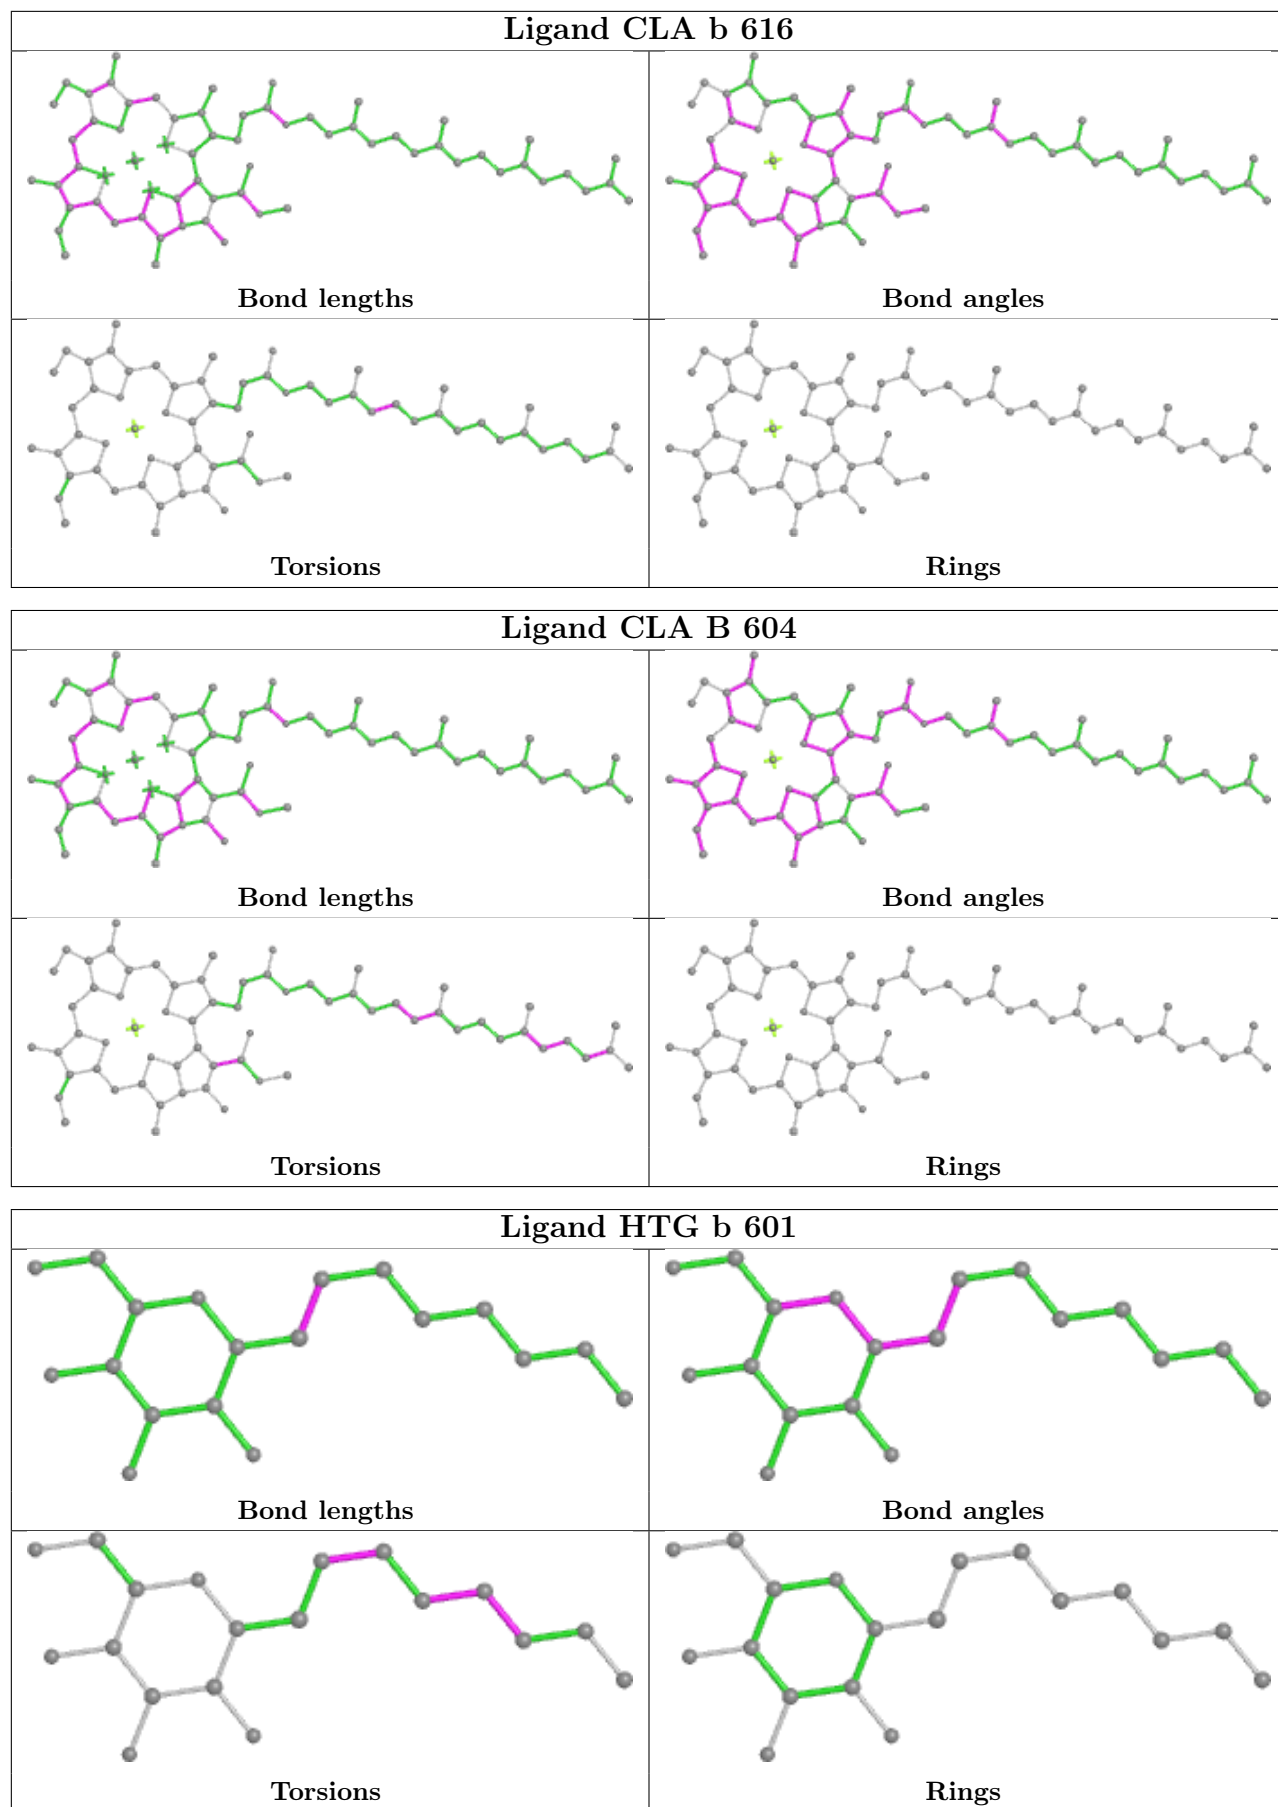 Ligand CLA b 616
Bond lengths
Bond angles
Torsions
Rings
Ligand CLA B 604
Bond lengths
Bond angles
Torsions
Rings
Ligand HTG b 601
Bond lengths
Bond angles
Torsions
Rings